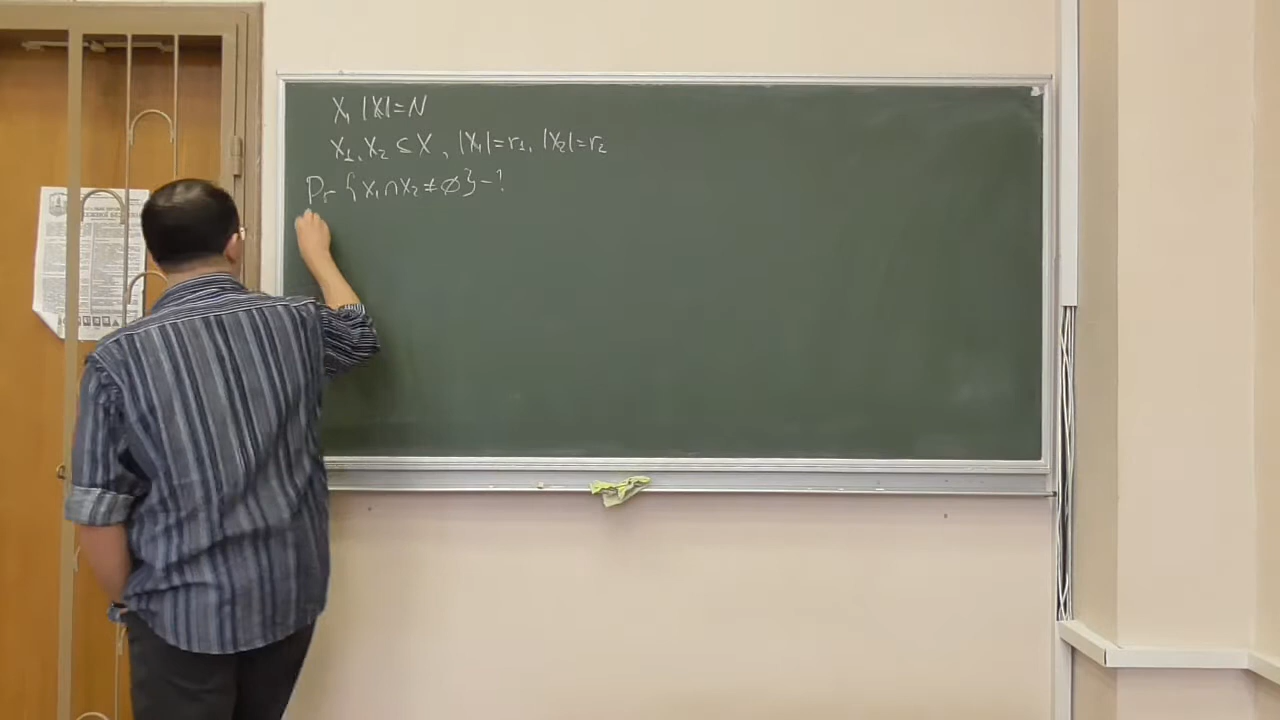 X, |X|=N
X₁, X₂ ⊆ X, |X₁|=r₁, |X₂|=r₂
Pr {X₁∩X₂≠∅} - ?